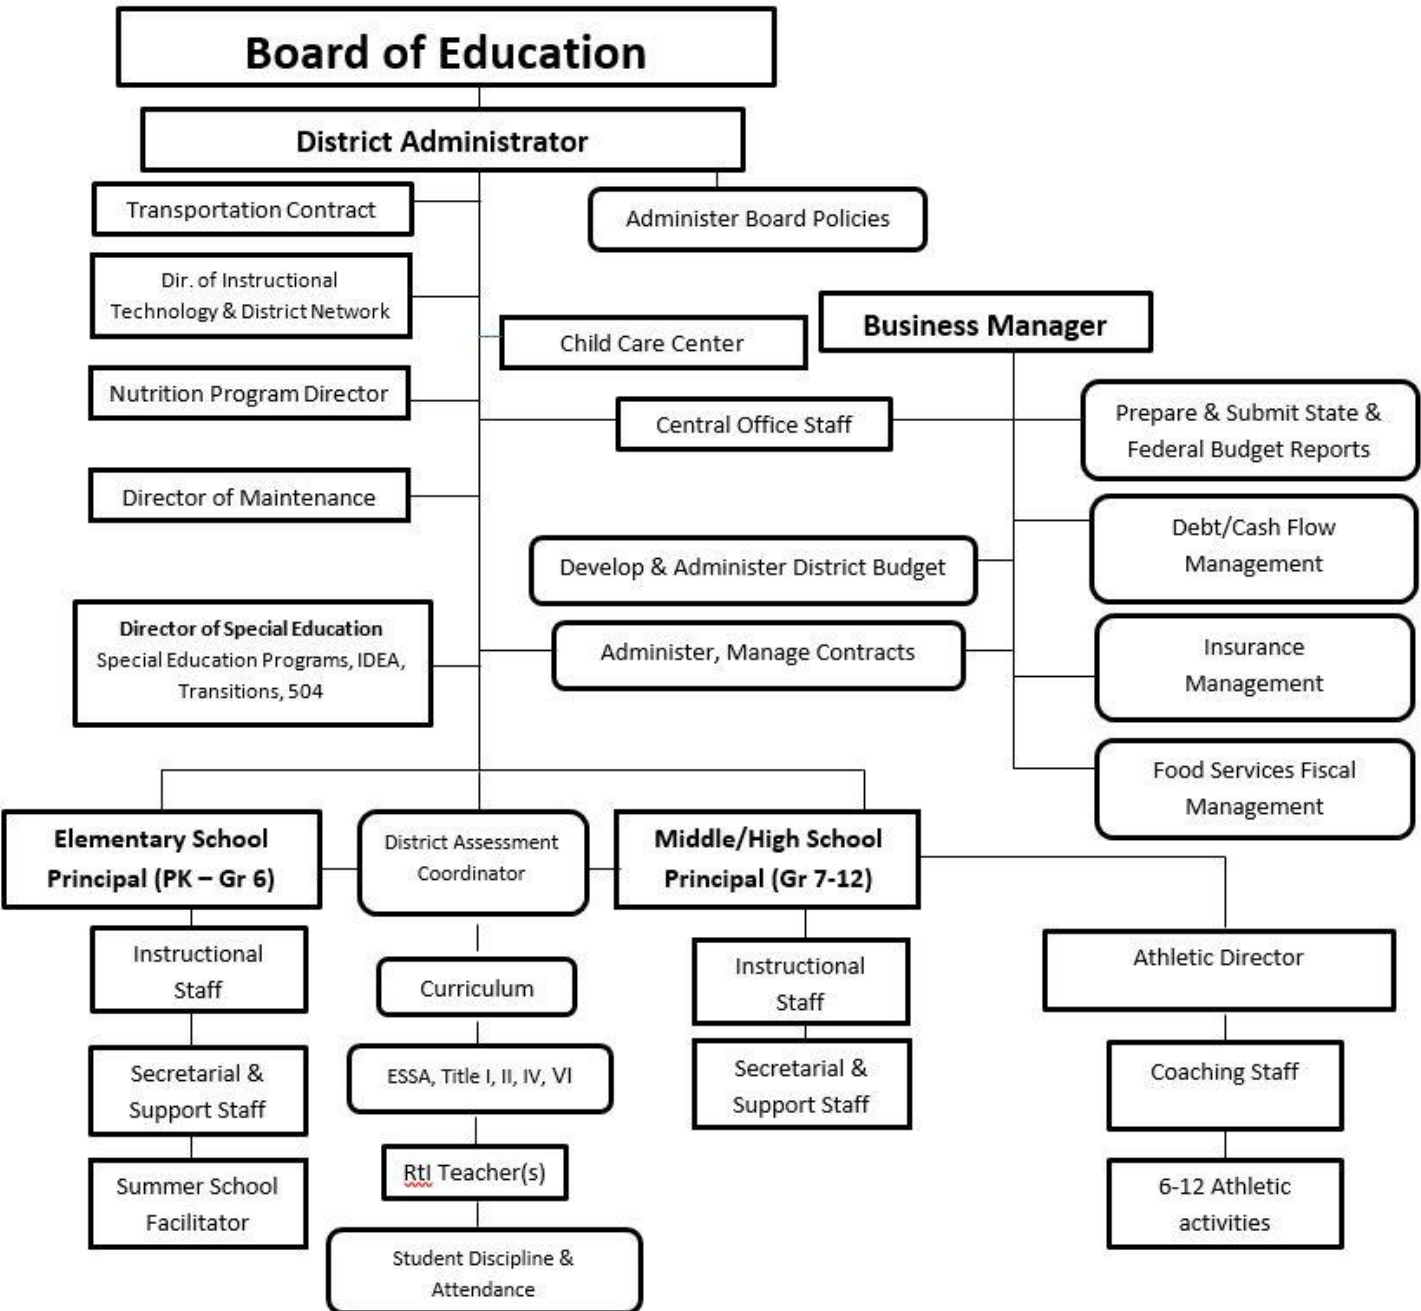 Board of Education
District Administrator
Transportation Contract
Administer Board Policies
Dir. of Instructional
Technology & District Network
Business Manager
Child Care Center
Nutrition Program Director
Central Office Staff
Prepare & Submit State &
Federal Budget Reports
Director of Maintenance
Debt/Cash Flow
Management
Develop & Administer District Budget
Director of Special Education
Special Education Programs, IDEA,
Transitions, 504
Administer, Manage Contracts
Insurance
Management
Food Services Fiscal
Management
Elementary School
Principal (PK – Gr 6)
District Assessment
Coordinator
Middle/High School
Principal (Gr 7-12)
Instructional
Staff
Curriculum
Instructional
Staff
Athletic Director
Secretarial &
Support Staff
ESSA, Title I, II, IV, VI
Secretarial &
Support Staff
Coaching Staff
Summer School
Facilitator
RtI Teacher(s)
6-12 Athletic
activities
Student Discipline &
Attendance